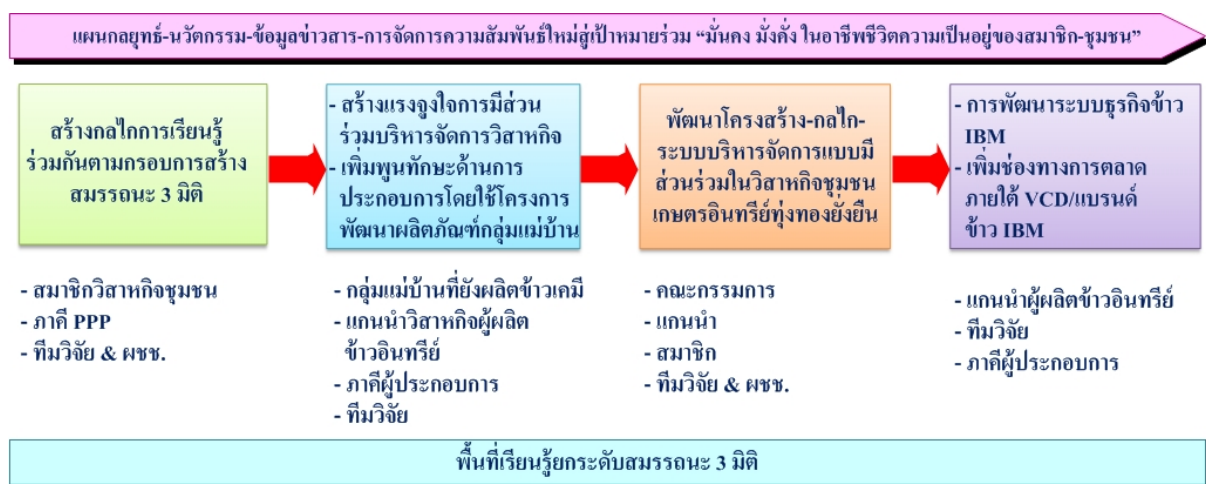 แผนกลยุทธ์-นวัตกรรม-ข้อมูลข่าวสาร-การจัดการความสัมพันธ์ใหม่สู่เป้าหมายร่วม “มั่นคง มั่งคั่ง ในอาชีพชีวิตความเป็นอยู่ของสมาชิก-ชุมชน”
สร้างกลไกการเรียนรู้
ร่วมกันตามกรอบการสร้าง
สมรรถนะ 3 มิติ
- สร้างแรงจูงใจการมีส่วน
ร่วมบริหารจัดการวิสาหกิจ
- เพิ่มพูนทักษะด้านการ
ประกอบการโดยใช้โครงการ
พัฒนาผลิตภัณฑ์กลุ่มแม่บ้าน
พัฒนาโครงสร้าง-กลไก-
ระบบบริหารจัดการแบบมี
ส่วนร่วมในวิสาหกิจชุมชน
เกษตรอินทรีย์ทุ่งทองยั่งยืน
- การพัฒนาระบบธุรกิจข้าว
IBM
- เพิ่มช่องทางการตลาด
ภายใต้ VCD/แบรนด์
ข้าว IBM
- สมาชิกวิสาหกิจชุมชน
- ภาคี PPP
- ทีมวิจัย & ผชช.
- กลุ่มแม่บ้านที่ยังผลิตข้าวเคมี
- แกนนำวิสาหกิจผู้ผลิต
ข้าวอินทรีย์
- ภาคีผู้ประกอบการ
- ทีมวิจัย
- คณะกรรมการ
- แกนนำ
- สมาชิก
- ทีมวิจัย & ผชช.
- แกนนำผู้ผลิตข้าวอินทรีย์
- ทีมวิจัย
- ภาคีผู้ประกอบการ
พื้นที่เรียนรู้ยกระดับสมรรถนะ 3 มิติ